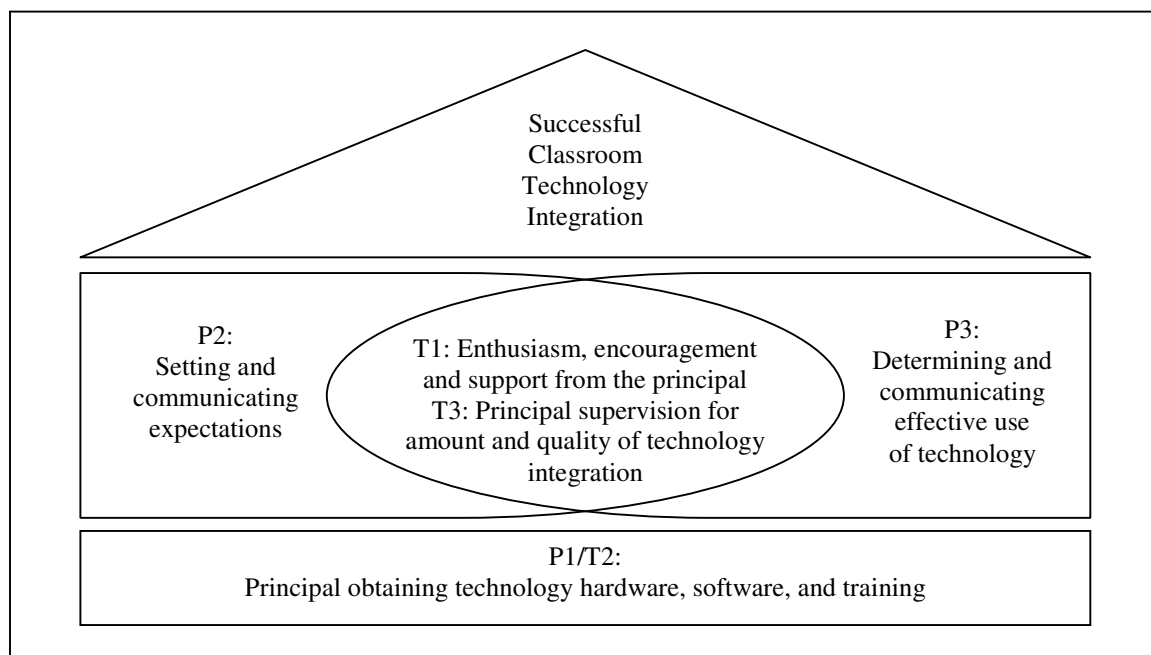 Successful
Classroom
Technology
Integration
P2:
Setting and
communicating
expectations
T1: Enthusiasm, encouragement
and support from the principal
T3: Principal supervision for
amount and quality of technology
integration
P3:
Determining and
communicating
effective use
of technology
P1/T2:
Principal obtaining technology hardware, software, and training